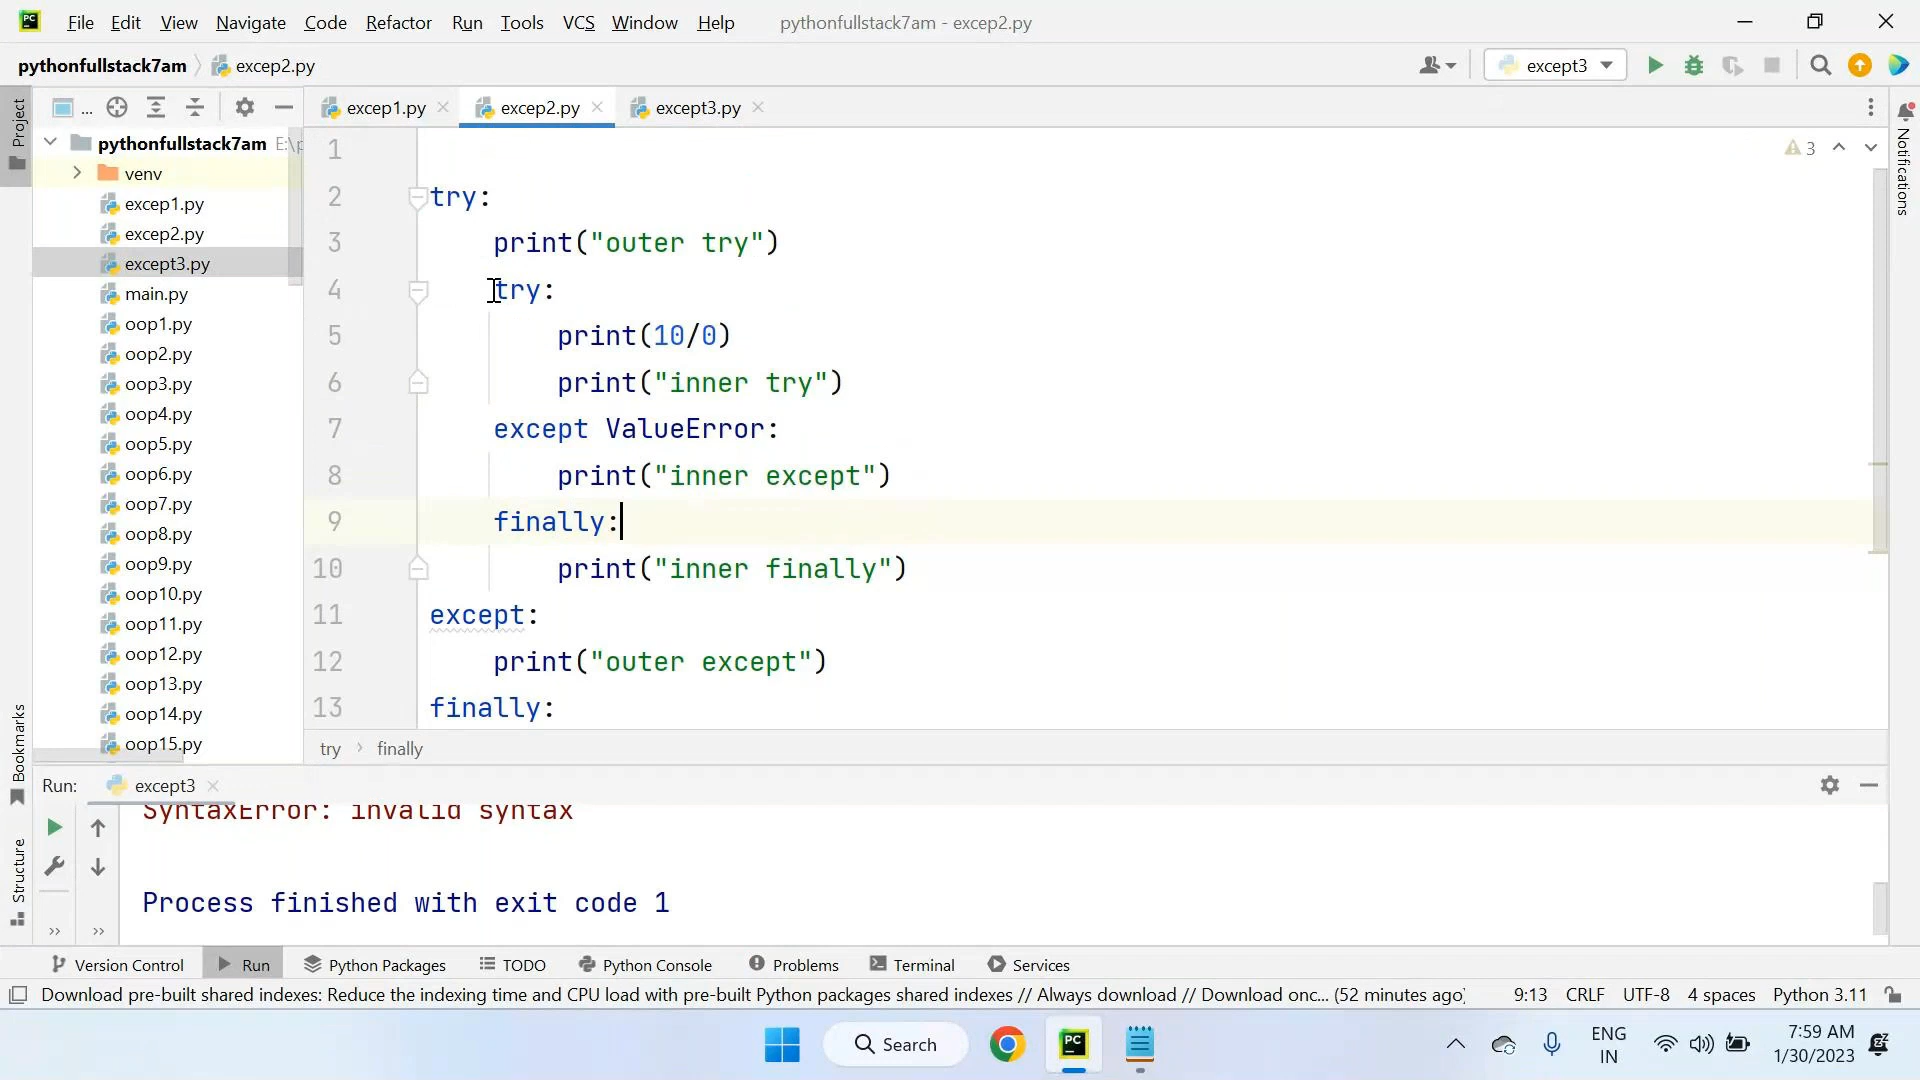 PC File Edit View Navigate Code Refactor Run Tools VCS Window Help pythonfullstack7am - excep2.py
pythonfullstack7am excep2.py except3
Project
...
excep1.py excep2.py except3.py
pythonfullstack7am E:\p
venv
excep1.py
excep2.py
except3.py
main.py
oop1.py
oop2.py
oop3.py
oop4.py
oop5.py
oop6.py
oop7.py
oop8.py
oop9.py
oop10.py
oop11.py
oop12.py
oop13.py
oop14.py
oop15.py
1
2 try:
3 print("outer try")
4 try:
5 print(10/0)
6 print("inner try")
7 except ValueError:
8 print("inner except")
9 finally:
10 print("inner finally")
11 except:
12 print("outer except")
13 finally:
3
Notifications
try finally
Bookmarks
Structure
Run: except3
SyntaxError: invalid syntax
Process finished with exit code 1
Version Control Run Python Packages TODO Python Console Problems Terminal Services
Download pre-built shared indexes: Reduce the indexing time and CPU load with pre-built Python packages shared indexes // Always download // Download onc... (52 minutes ago) 9:13 CRLF UTF-8 4 spaces Python 3.11
Search PC
ENG
IN
7:59 AM
1/30/2023